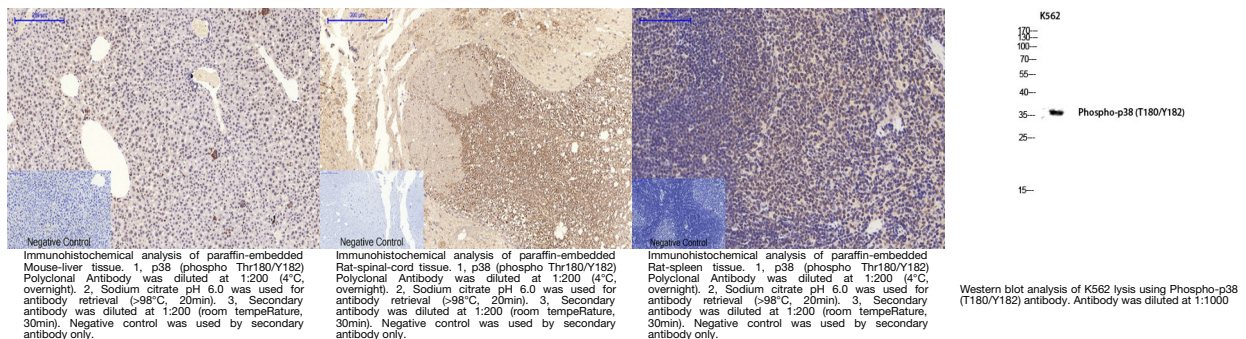 200 μm
Negative Control
Immunohistochemical analysis of paraffin-embedded
Mouse-liver tissue. 1, p38 (phospho Thr180/Y182)
Polyclonal Antibody was diluted at 1:200 (4°C,
overnight). 2, Sodium citrate pH 6.0 was used for
antibody retrieval (>98°C, 20min). 3, Secondary
antibody was diluted at 1:200 (room tempeRature,
30min). Negative control was used by secondary
antibody only.
Negative Control
Immunohistochemical analysis of paraffin-embedded
Rat-spinal-cord tissue. 1, p38 (phospho Thr180/Y182)
Polyclonal Antibody was diluted at 1:200 (4°C,
overnight). 2, Sodium citrate pH 6.0 was used for
antibody retrieval (>98°C, 20min). 3, Secondary
antibody was diluted at 1:200 (room tempeRature,
30min). Negative control was used by secondary
antibody only.
Negative Control
Immunohistochemical analysis of paraffin-embedded
Rat-spleen tissue. 1, p38 (phospho Thr180/Y182)
Polyclonal Antibody was diluted at 1:200 (4°C,
overnight). 2, Sodium citrate pH 6.0 was used for
antibody retrieval (>98°C, 20min). 3, Secondary
antibody was diluted at 1:200 (room tempeRature,
30min). Negative control was used by secondary
antibody only.
K562
170--
130--
100--
70--
55--
40--
35--
Phospho-p38 (T180/Y182)
25--
15--
Western blot analysis of K562 lysis using Phospho-p38
(T180/Y182) antibody. Antibody was diluted at 1:1000